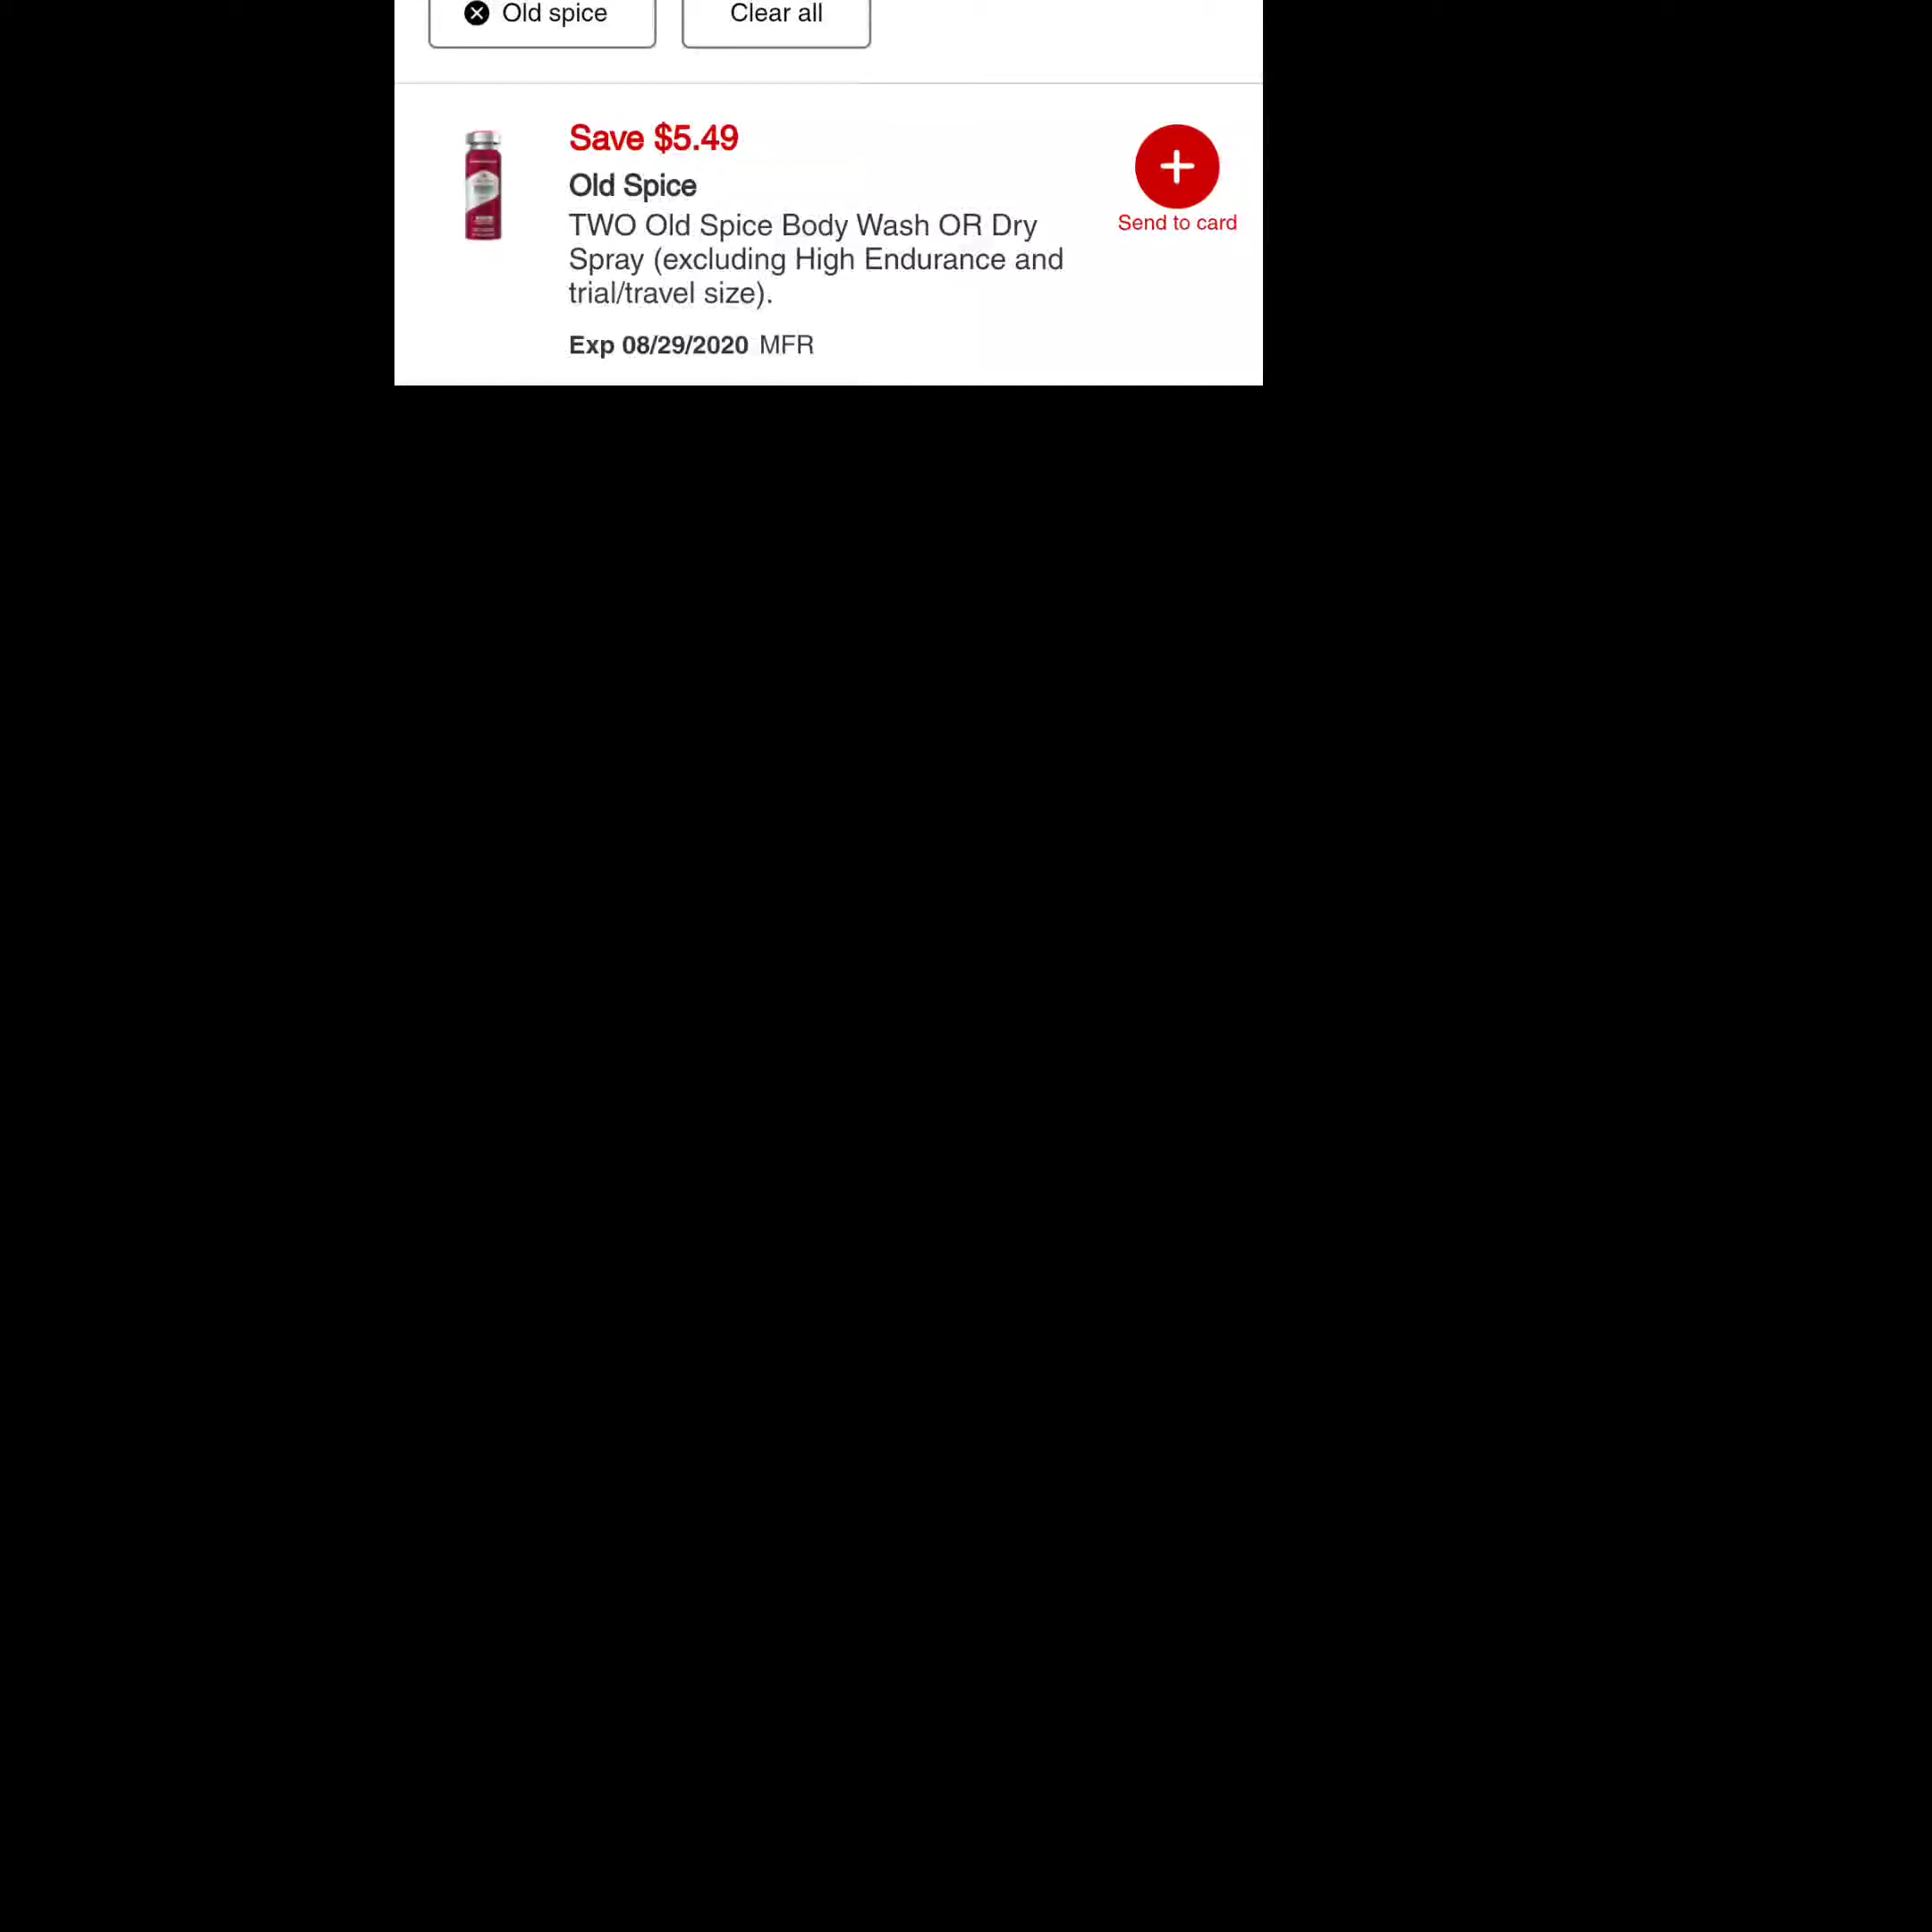 Old spice
Clear all
Save $5.49
Old Spice
TWO Old Spice Body Wash OR Dry
Spray (excluding High Endurance and
trial/travel size).
Exp 08/29/2020 MFR
Send to card